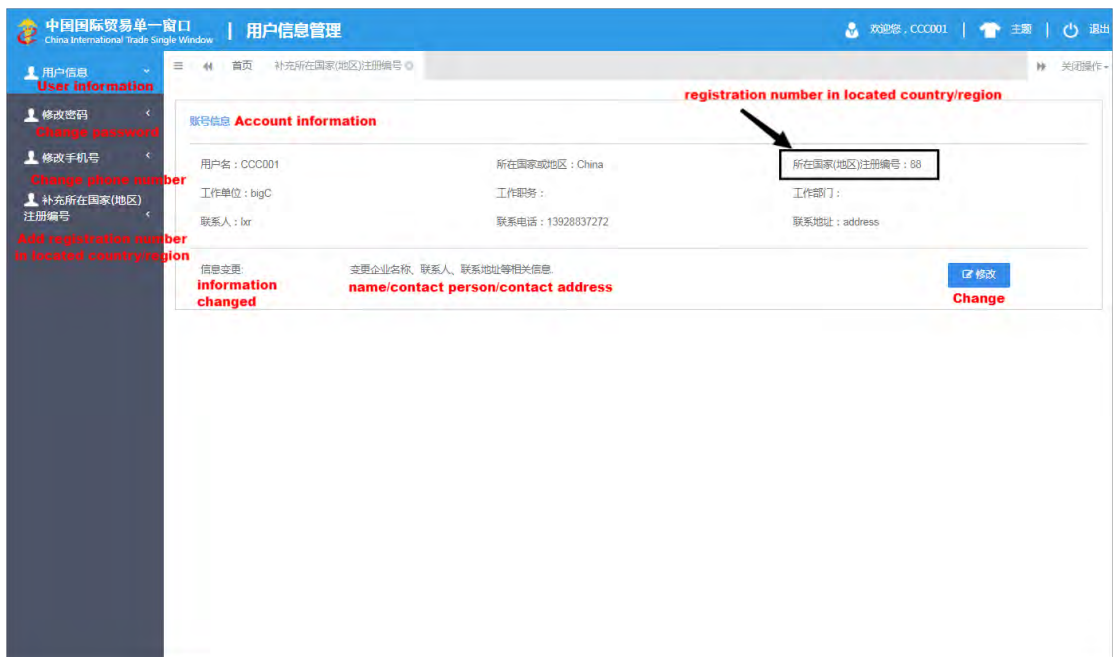 中国国际贸易单一窗口 | 用户信息管理
China International Trade Single Window
欢迎您 , CCC001 | 主题 | 退出
用户信息
User information
首页 补充所在国家(地区)注册编号
关闭操作
修改密码
Change password
修改手机号
Change phone number
补充所在国家(地区)
注册编号
Add registration number
in located country/region
registration number in located country/region
账号信息 Account information
用户名 : CCC001 所在国家或地区 : China 所在国家(地区)注册编号 : 88
工作单位 : bigC 工作职务 : 工作部门 :
联系人 : lxr 联系电话 : 13928837272 联系地址 : address
信息变更: 变更企业名称、联系人、联系地址等相关信息. 修改
information
changed
name/contact person/contact address
Change